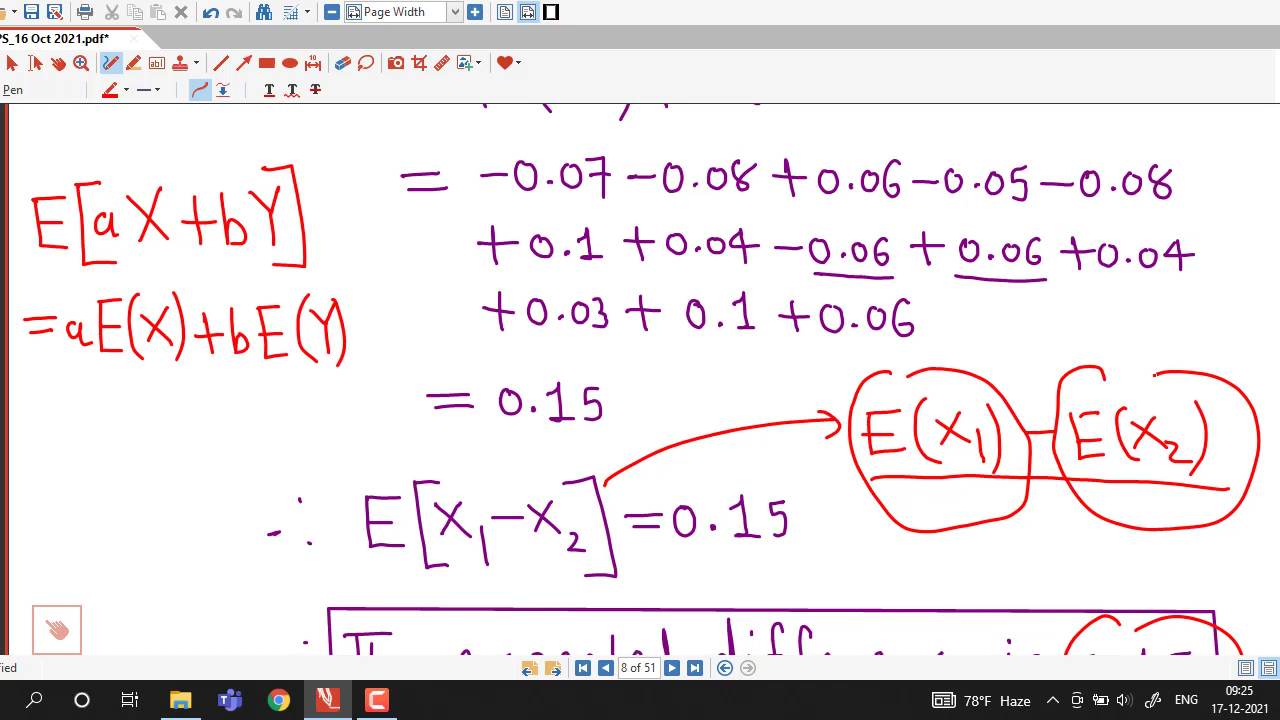 Page Width
PS_16 Oct 2021.pdf*
Pen
E[aX+bY]
=aE(X)+bE(Y)
= -0.07 -0.08 +0.06 -0.05 -0.08
+0.1 +0.04 -0.06 +0.06 +0.04
+0.03 + 0.1 +0.06
= 0.15
E(X₁)-E(X₂)
∴ E[X₁-X₂] = 0.15
8 of 51
78°F Haze
ENG
09:25
17-12-2021